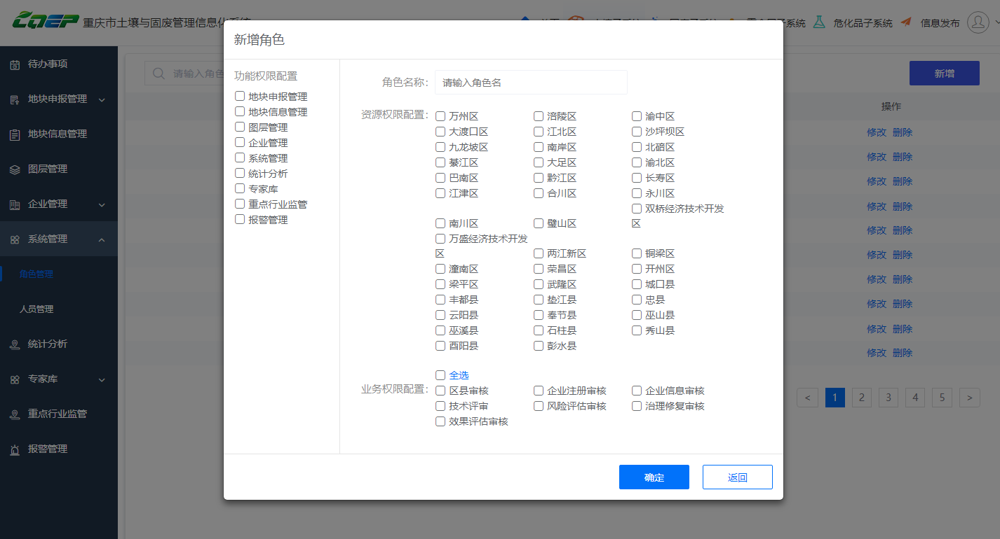 CQEP 重庆市土壤与固废管理信息化系统
危化品子系统
信息发布
待办事项
地块申报管理
地块信息管理
图层管理
企业管理
系统管理
角色管理
人员管理
统计分析
专家库
重点行业监管
报警管理
请输入角色
新增
操作
修改 删除
修改 删除
修改 删除
修改 删除
修改 删除
修改 删除
修改 删除
修改 删除
修改 删除
修改 删除
< 1 2 3 4 5 >
新增角色
功能权限配置
地块申报管理
地块信息管理
图层管理
企业管理
系统管理
统计分析
专家库
重点行业监管
报警管理
角色名称： 请输入角色名
资源权限配置： 万州区 涪陵区 渝中区
大渡口区 江北区 沙坪坝区
九龙坡区 南岸区 北碚区
綦江区 大足区 渝北区
巴南区 黔江区 长寿区
江津区 合川区 永川区
双桥经济技术开发
南川区 璧山区 区
万盛经济技术开发
区 两江新区 铜梁区
潼南区 荣昌区 开州区
梁平区 武隆区 城口县
丰都县 垫江县 忠县
云阳县 奉节县 巫山县
巫溪县 石柱县 秀山县
酉阳县 彭水县
全选
业务权限配置： 区县审核 企业注册审核 企业信息审核
技术评审 风险评估审核 治理修复审核
效果评估审核
确定 返回